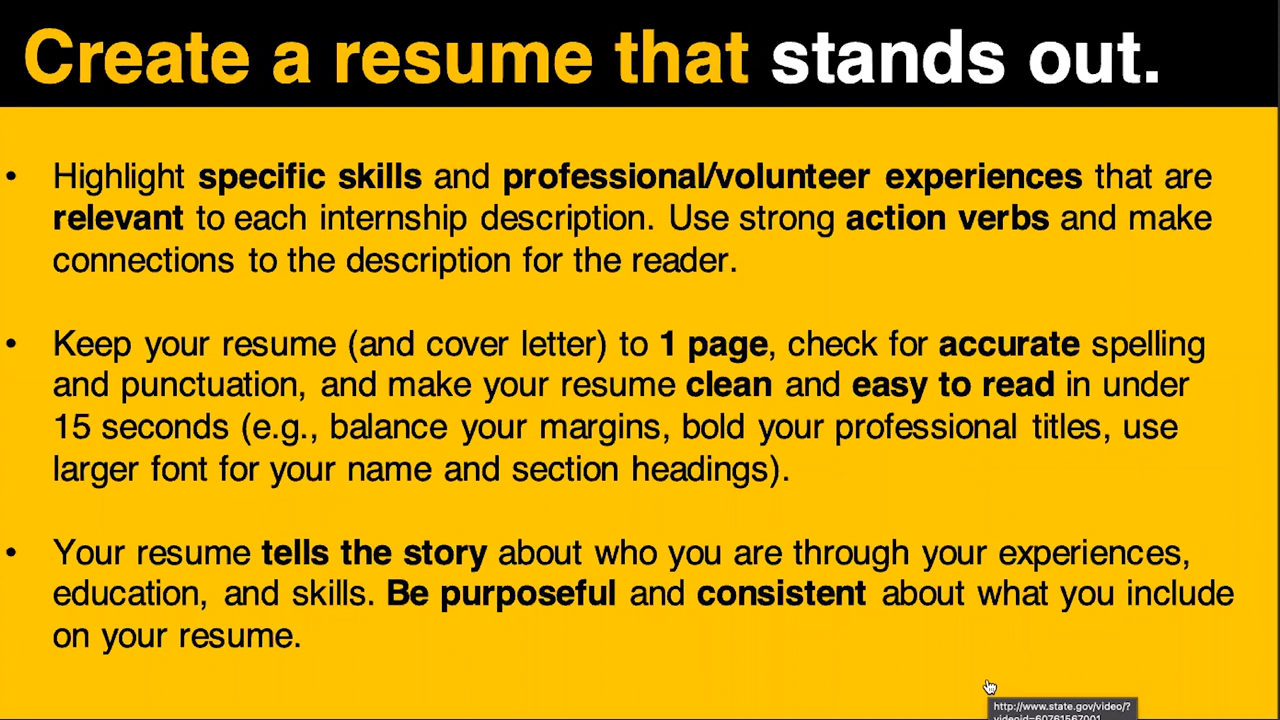 Create a resume that stands out.
• Highlight specific skills and professional/volunteer experiences that are
relevant to each internship description. Use strong action verbs and make
connections to the description for the reader.
• Keep your resume (and cover letter) to 1 page, check for accurate spelling
and punctuation, and make your resume clean and easy to read in under
15 seconds (e.g., balance your margins, bold your professional titles, use
larger font for your name and section headings).
• Your resume tells the story about who you are through your experiences,
education, and skills. Be purposeful and consistent about what you include
on your resume.
http://www.state.gov/video/?